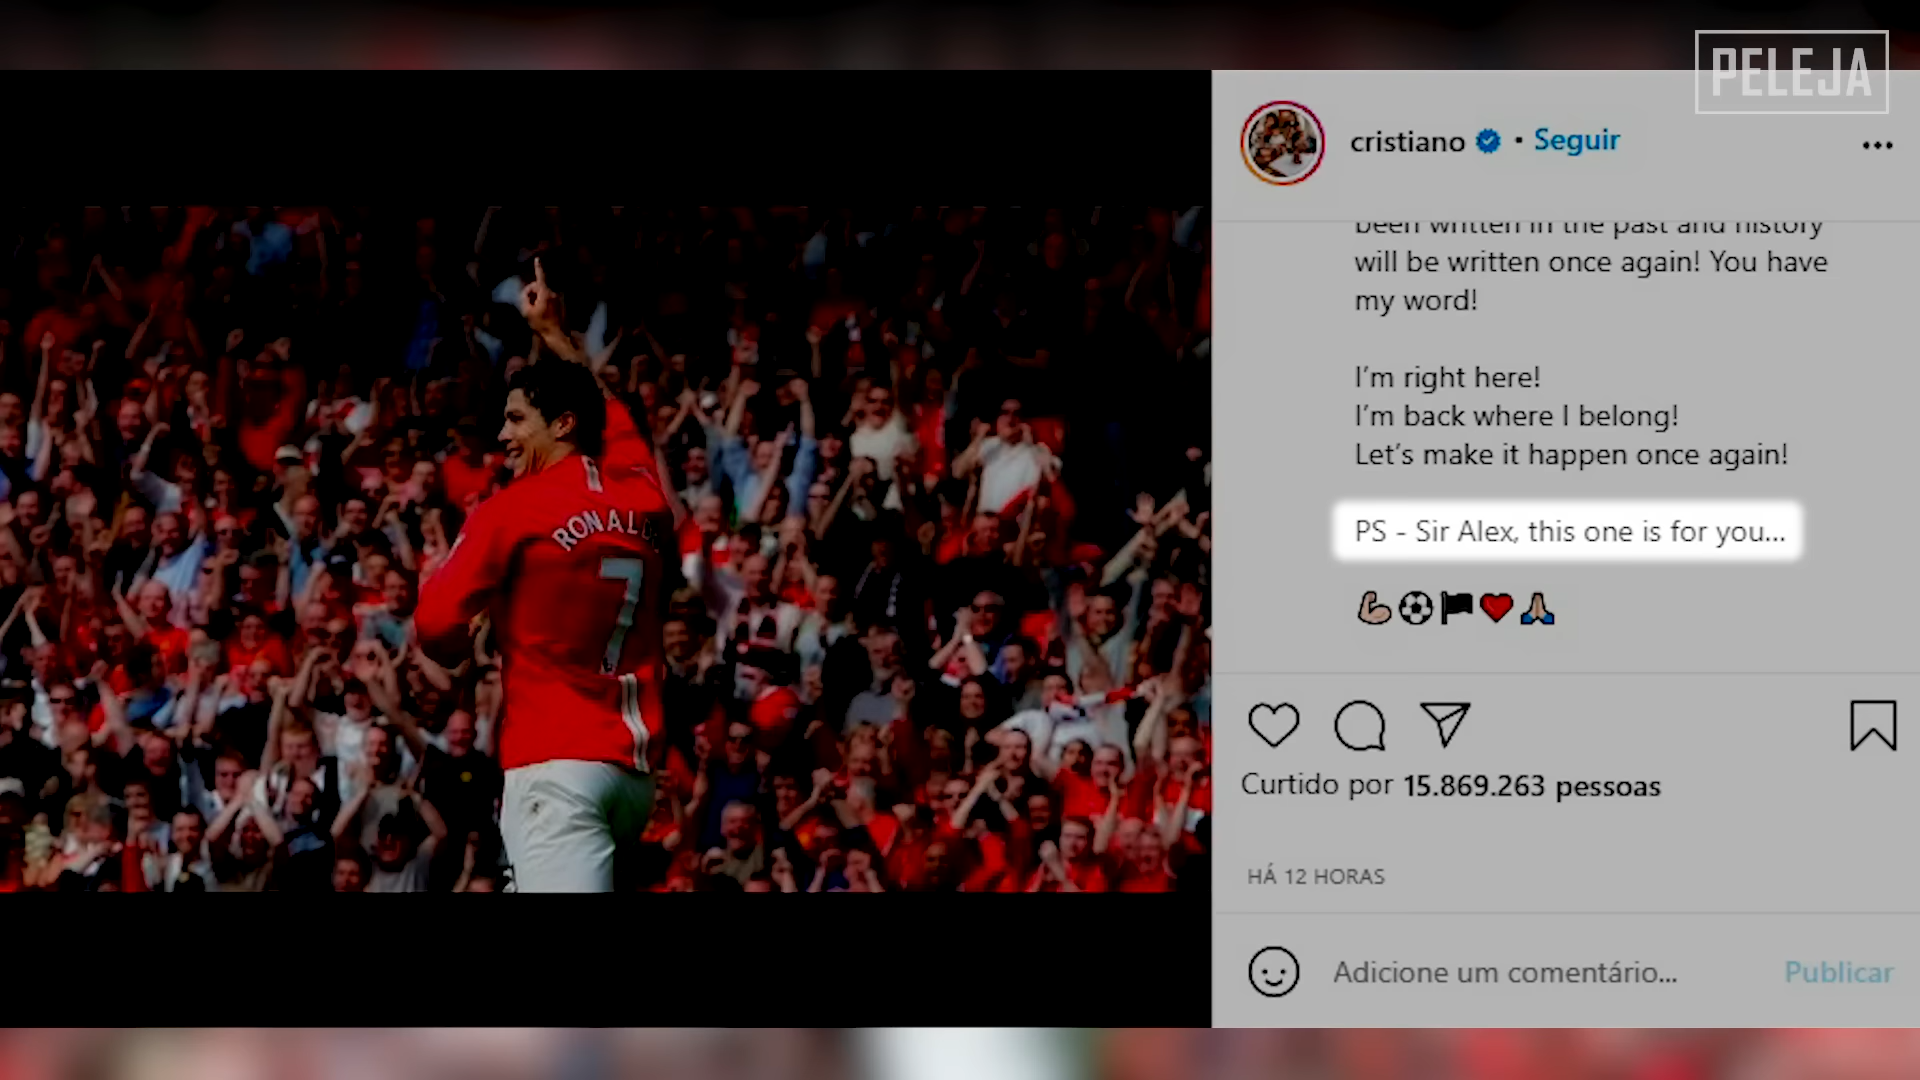 PELEJA
cristiano • Seguir
been written in the past and history
will be written once again! You have
my word!
I’m right here!
I’m back where I belong!
Let’s make it happen once again!
PS - Sir Alex, this one is for you...
💪🏼⚽🏴❤️🙏🏼
Curtido por 15.869.263 pessoas
HÁ 12 HORAS
Adicione um comentário... Publicar
RONALDO
7